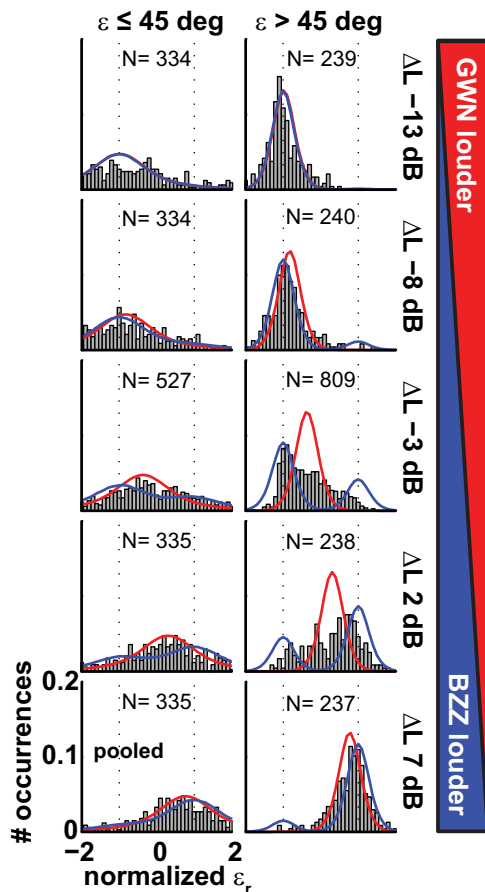 ε ≤ 45 deg ε > 45 deg
N= 334 N= 239 ΔL −13 dB
N= 334 N= 240 ΔL −8 dB
N= 527 N= 809 ΔL −3 dB
N= 335 N= 238 ΔL 2 dB
N= 335 N= 237 ΔL 7 dB
GWN louder
BZZ louder
# occurrences
0.2
0.1
0
pooled
−2 0 2
normalized εr